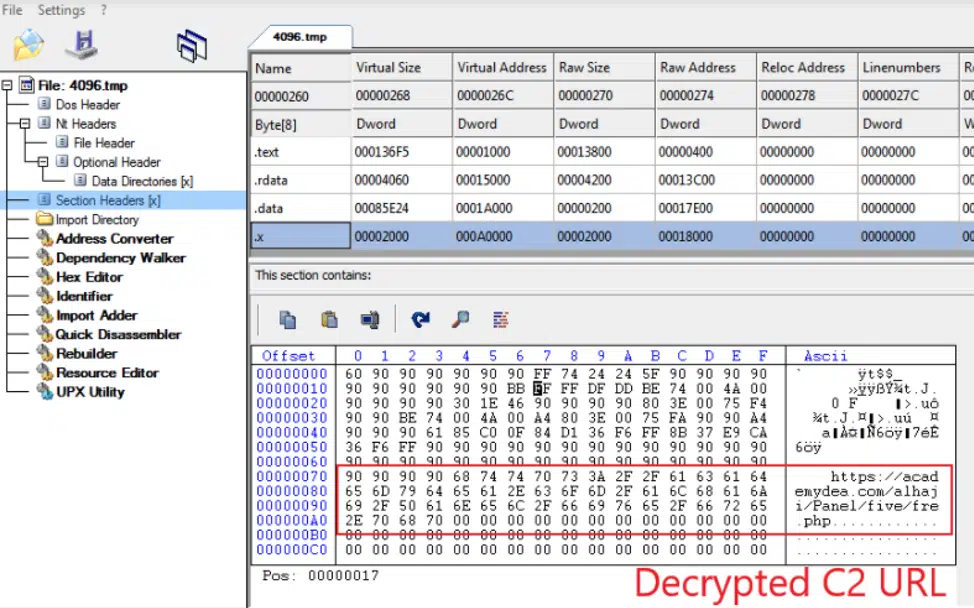 File Settings ?
4096.tmp
File: 4096.tmp
Dos Header
Nt Headers
File Header
Optional Header
Data Directories [x]
Section Headers [x]
Import Directory
Address Converter
Dependency Walker
Hex Editor
Identifier
Import Adder
Quick Disassembler
Rebuilder
Resource Editor
UPX Utility
Name Virtual Size Virtual Address Raw Size Raw Address Reloc Address Linenumbers
00000260 00000268 0000026C 00000270 00000274 00000278 0000027C
Byte[8] Dword Dword Dword Dword Dword Dword
.text 000136F5 00001000 00013800 00000400 00000000 00000000
.rdata 00004060 00015000 00004200 00013C00 00000000 00000000
.data 00085E24 0001A000 00000200 00017E00 00000000 00000000
.x 00002000 000A0000 00002000 00018000 00000000 00000000
This section contains:
Offset 0 1 2 3 4 5 6 7 8 9 A B C D E F Ascii
00000000 60 90 90 90 90 90 90 FF 74 24 24 5F 90 90 90 90 ` ÿt$$_
00000010 90 90 90 90 90 90 BB 5F FF DF DD BE 74 00 4A 00
00000020 90 90 90 90 30 1E 46 90 90 90 90 80 3E 00 75 F4
00000030 90 90 BE 74 00 4A 00 A4 80 3E 00 75 FA 90 90 A4
00000040 90 90 90 61 85 C0 0F 84 D1 36 F6 FF 8B 37 E9 CA
00000050 36 F6 FF 90 90 90 90 90 90 90 90 90 90 90 90 90 6öÿ
00000060 90 90 90 90 90 90 90 90 90 90 90 90 90 90 90 90
00000070 90 90 90 90 68 74 74 70 73 3A 2F 2F 61 63 61 64 https://acad
00000080 65 6D 79 64 65 61 2E 63 6F 6D 2F 61 6C 68 61 6A emydea.com/alhaj
00000090 69 2F 50 61 6E 65 6C 2F 66 69 76 65 2F 66 72 65 i/Panel/five/fre
000000A0 2E 70 68 70 00 00 00 00 00 00 00 00 00 00 00 00 .php............
000000B0 00 00 00 00 00 00 00 00 00 00 00 00 00 00 00 00 ................
000000C0 00 00 00 00 00 00 00 00 00 00 00 00 00 00 00 00 ................
Pos: 00000017
Decrypted C2 URL